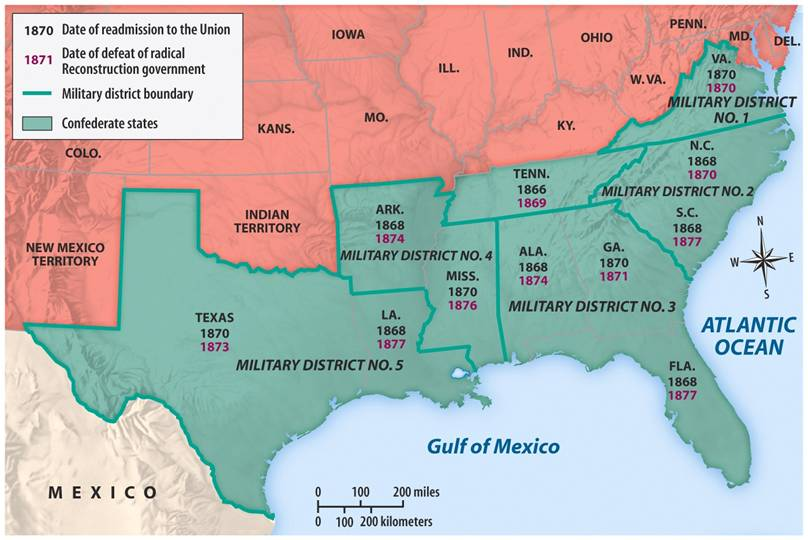 1870 Date of readmission to the Union
1871 Date of defeat of radical
Reconstruction government
Military district boundary
Confederate states
IOWA
ILL.
IND.
OHIO
PENN.
MD.
DEL.
W. VA.
COLO.
KANS.
MO.
KY.
VA.
1870
1870
MILITARY DISTRICT
NO. 1
N.C.
1868
1870
MILITARY DISTRICT NO. 2
S.C.
1868
1877
TENN.
1866
1869
NEW MEXICO
TERRITORY
INDIAN
TERRITORY
ARK.
1868
1874
MILITARY DISTRICT NO. 4
MISS.
1870
1876
ALA.
1868
1874
GA.
1870
1871
MILITARY DISTRICT NO. 3
TEXAS
1870
1873
LA.
1868
1877
MILITARY DISTRICT NO. 5
FLA.
1868
1877
N
W
E
S
ATLANTIC
OCEAN
Gulf of Mexico
MEXICO
0 100 200 miles
0 100 200 kilometers